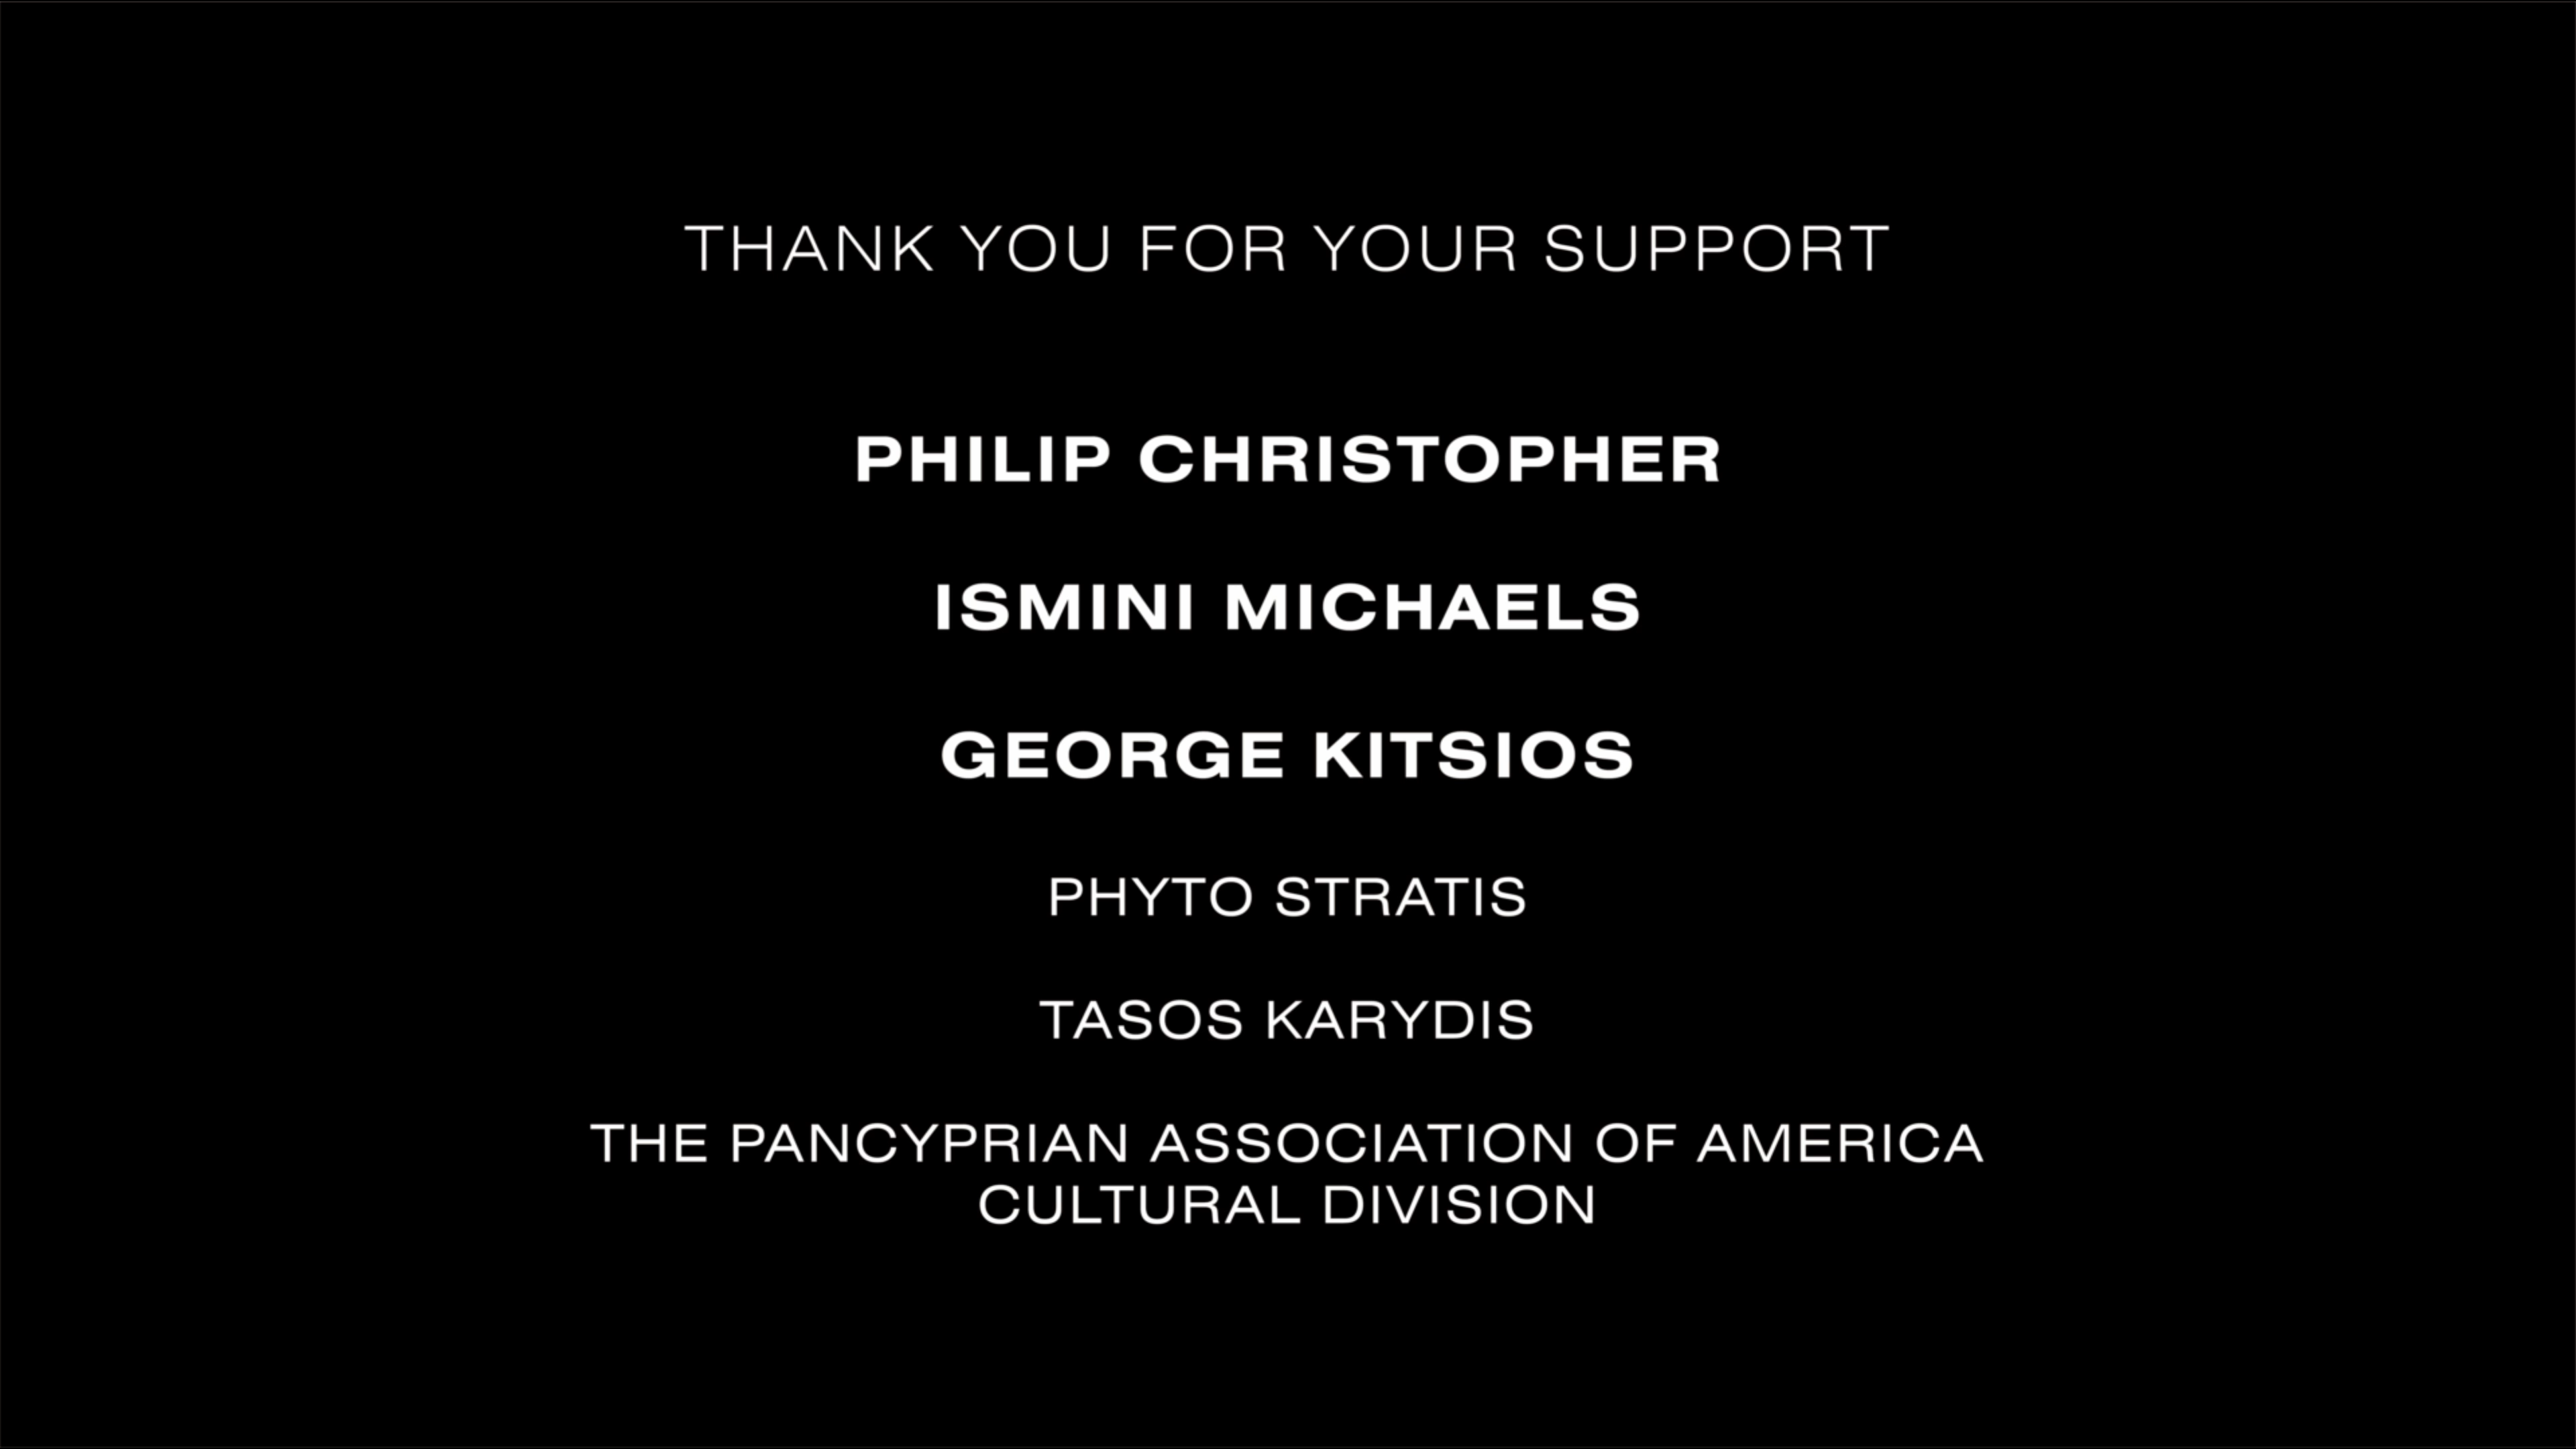 THANK YOU FOR YOUR SUPPORT
PHILIP CHRISTOPHER
ISMINI MICHAELS
GEORGE KITSIOS
PHYTO STRATIS
TASOS KARYDIS
THE PANCYPRIAN ASSOCIATION OF AMERICA
CULTURAL DIVISION